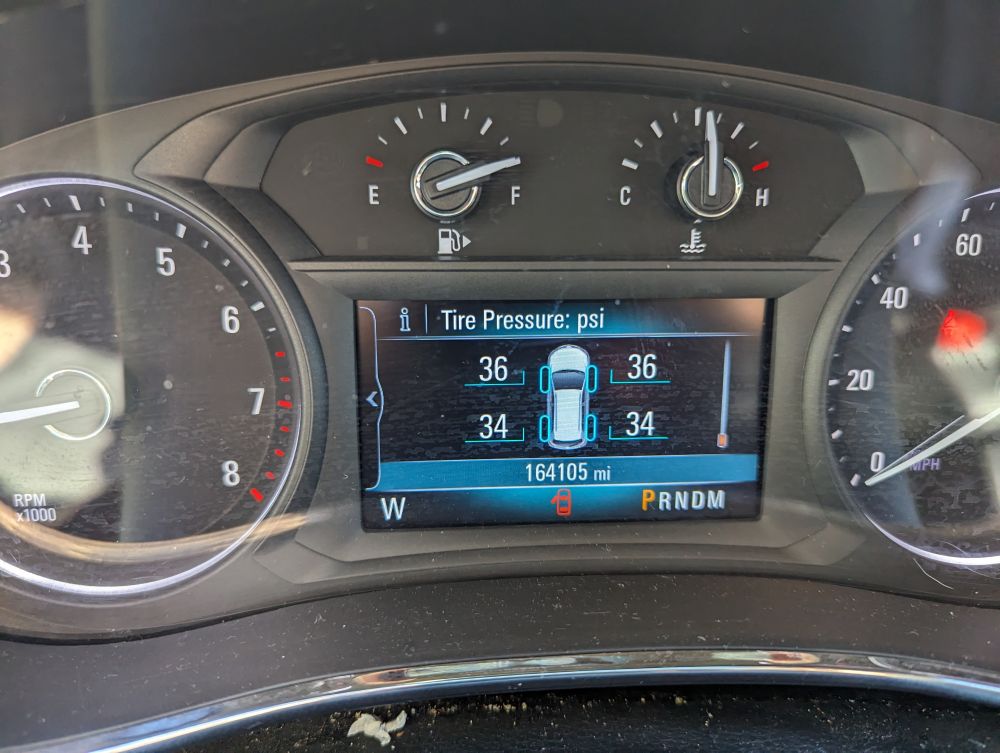 E F
C H
3 4 5 6 7 8
RPM
x1000
i Tire Pressure: psi
36 36
34 34
164105 mi
W PRNDM
60
40
20
0
MPH